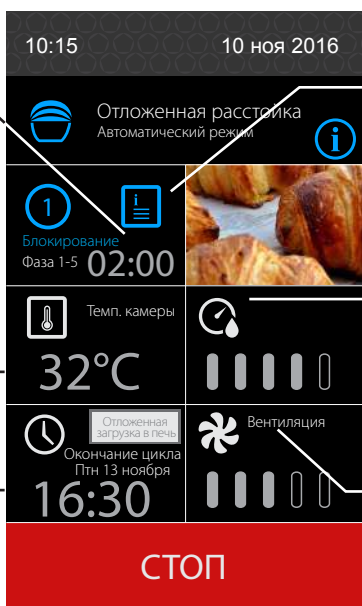 10:15 10 ноя 2016
Отложенная расстойка
Автоматический режим
i
1
i
Блокирование
Фаза 1-5 02:00
Темп. камеры
32°C
Отложенная
загрузка в печь
Окончание цикла
Птн 13 ноября
16:30
Вентиляция
СТОП